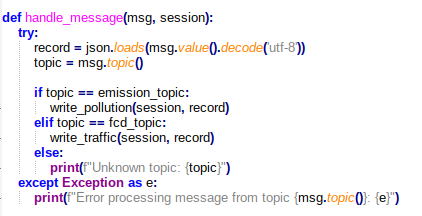 def handle_message(msg, session):
    try:
        record = json.loads(msg.value().decode('utf-8'))
        topic = msg.topic()

        if topic == emission_topic:
            write_pollution(session, record)
        elif topic == fcd_topic:
            write_traffic(session, record)
        else:
            print(f"Unknown topic: {topic}")
    except Exception as e:
        print(f"Error processing message from topic {msg.topic()}: {e}")